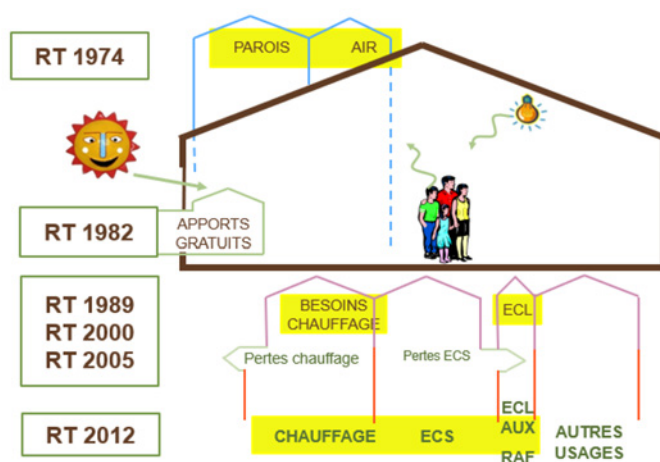 RT 1974
PAROIS AIR
RT 1982
APPORTS
GRATUITS
RT 1989
RT 2000
RT 2005
BESOINS
CHAUFFAGE
ECL
Pertes chauffage
Pertes ECS
RT 2012
CHAUFFAGE
ECS
ECL
AUX
RAF
AUTRES
USAGES